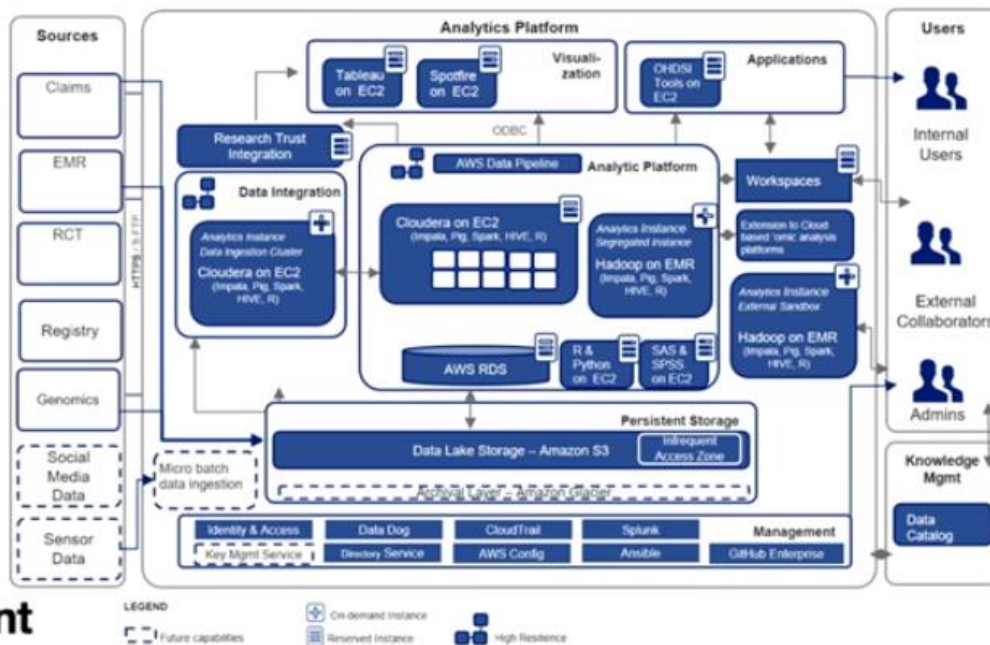 Sources
Claims
EMR
RCT
Registry
Genomics
Social
Media
Data
Sensor
Data
HTTPS / S-FTP
Analytics Platform
Tableau
on EC2
Spotfire
on EC2
Visuali-
zation
OHDSI
Tools on
EC2
Applications
Research Trust
Integration
ODBC
Data Integration
Analytics Instance
Data Ingestion Cluster
Cloudera on EC2
(Impala, Pig, Spark,
HIVE, R)
AWS Data Pipeline
Analytic Platform
Cloudera on EC2
(Impala, Pig, Spark, HIVE, R)
Analytics Instance
Segregated Instance
Hadoop on EMR
(Impala, Pig, Spark,
HIVE, R)
AWS RDS
R &
Python
on EC2
SAS &
SPSS
on EC2
Workspaces
Extension to Cloud
based 'omic analysis
platforms
Analytics Instance
External Sandbox
Hadoop on EMR
(Impala, Pig, Spark,
HIVE, R)
Persistent Storage
Data Lake Storage – Amazon S3
Infrequent
Access Zone
Archival Layer – Amazon Glacier
Micro batch
data ingestion
Management
Identity & Access
Data Dog
CloudTrail
Splunk
Key Mgmt Service
Directory Service
AWS Config
Ansible
GitHub Enterprise
Users
Internal
Users
External
Collaborators
Admins
Knowledge
Mgmt
Data
Catalog
nt
LEGEND
Future capabilities
On-demand Instance
Reserved Instance
High Resilience